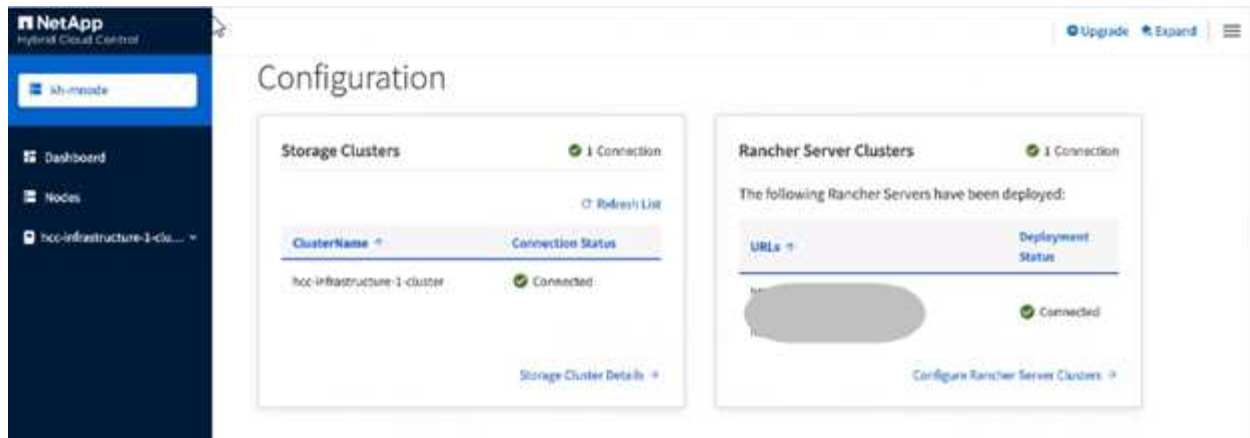 NetApp
Hybrid Cloud Control
Upgrade
Expand
kh-mnode
Dashboard
Nodes
hcc-infrastructure-1-clu...
Configuration
Storage Clusters
1 Connection
Refresh List
ClusterName
Connection Status
hcc-infrastructure-1-cluster
Connected
Storage Cluster Details
Rancher Server Clusters
1 Connection
The following Rancher Servers have been deployed:
URLs
Deployment
Status
Connected
Configure Rancher Server Clusters